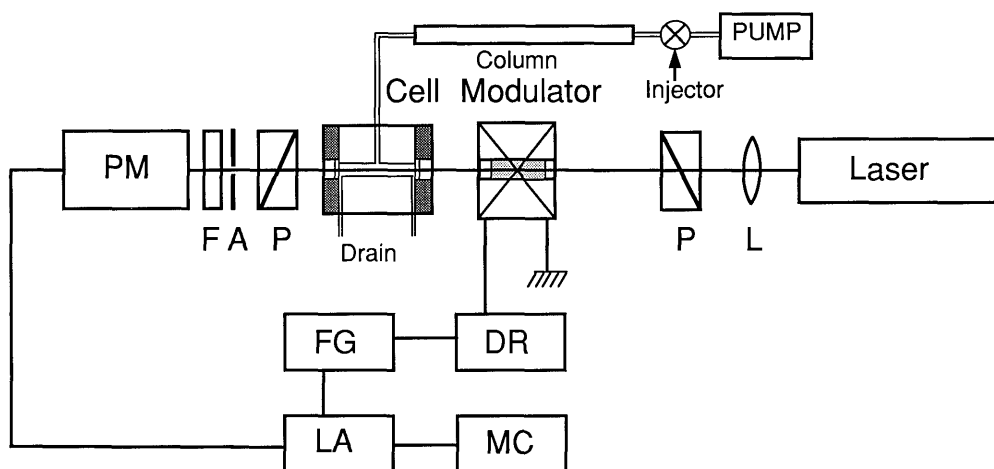 PUMP
Column
Injector
Cell Modulator
PM
Laser
F A P
P
L
Drain
FG
DR
LA
MC